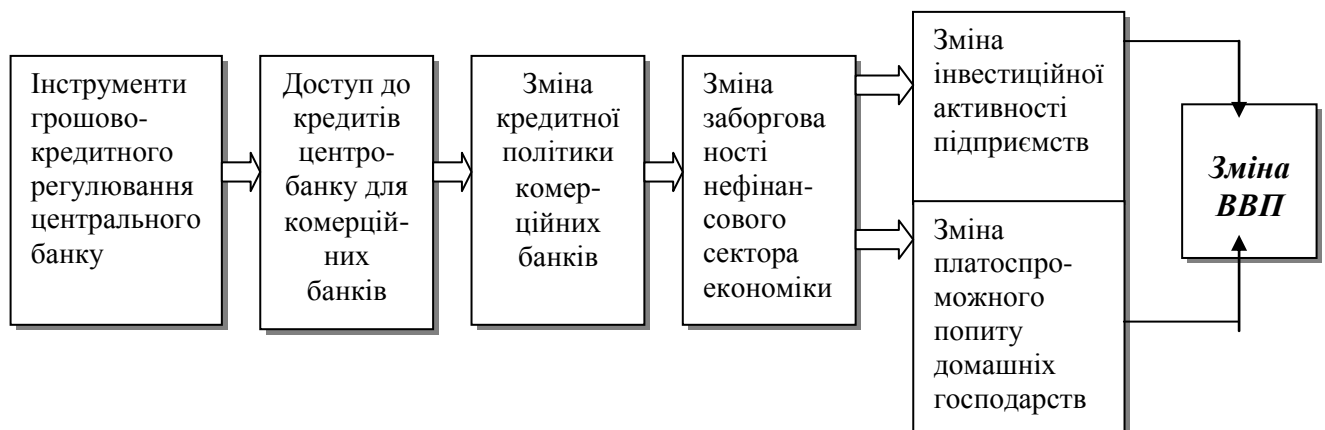 Інструменти
грошово-
кредитного
регулювання
центрального
банку
Доступ до
кредитів
центро-
банку для
комерцій-
них
банків
Зміна
кредитної
політики
комер-
ційних
банків
Зміна
заборгова
ності
нефінан-
сового
сектора
економіки
Зміна
інвестиційної
активності
підприємств
Зміна
платоспро-
можного
попиту
домашніх
господарств
Зміна
ВВП